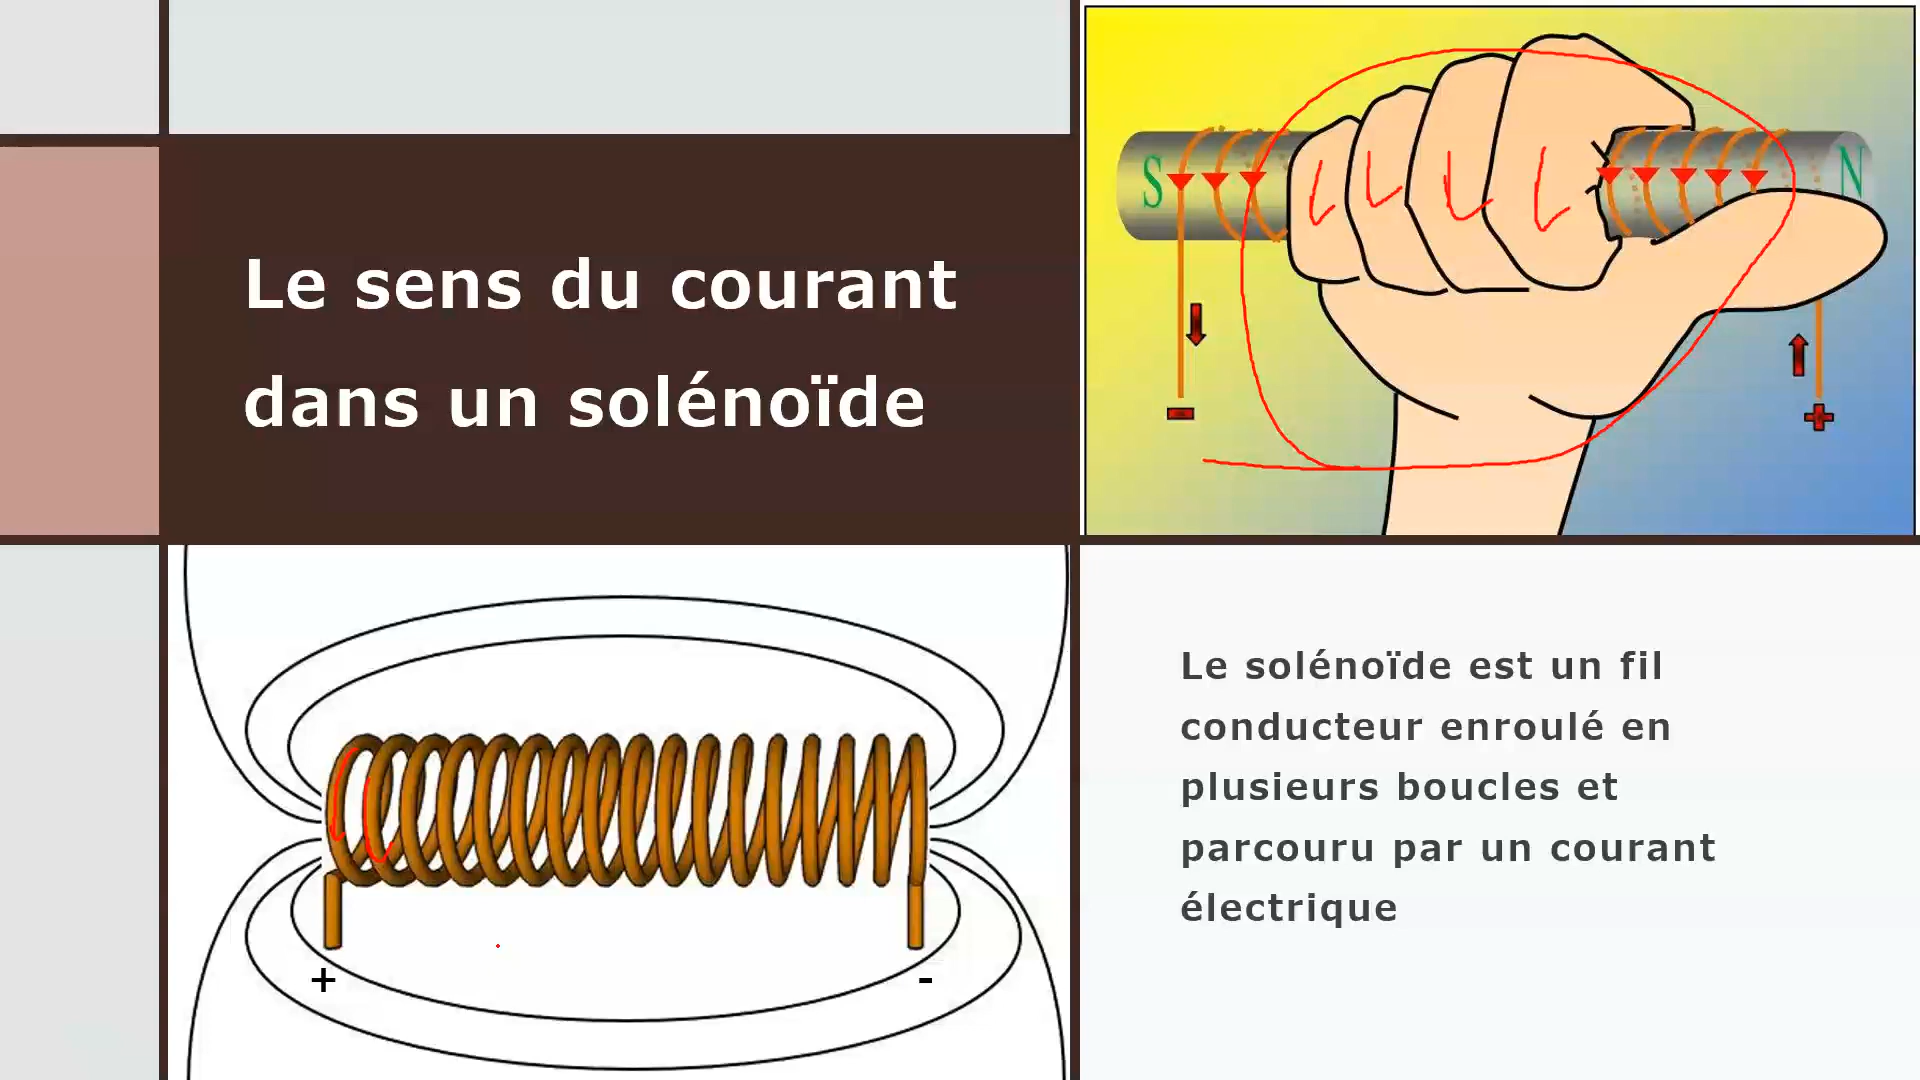 Le sens du courant
dans un solénoïde
S
N
-
+
Le solénoïde est un fil
conducteur enroulé en
plusieurs boucles et
parcouru par un courant
électrique
+
-